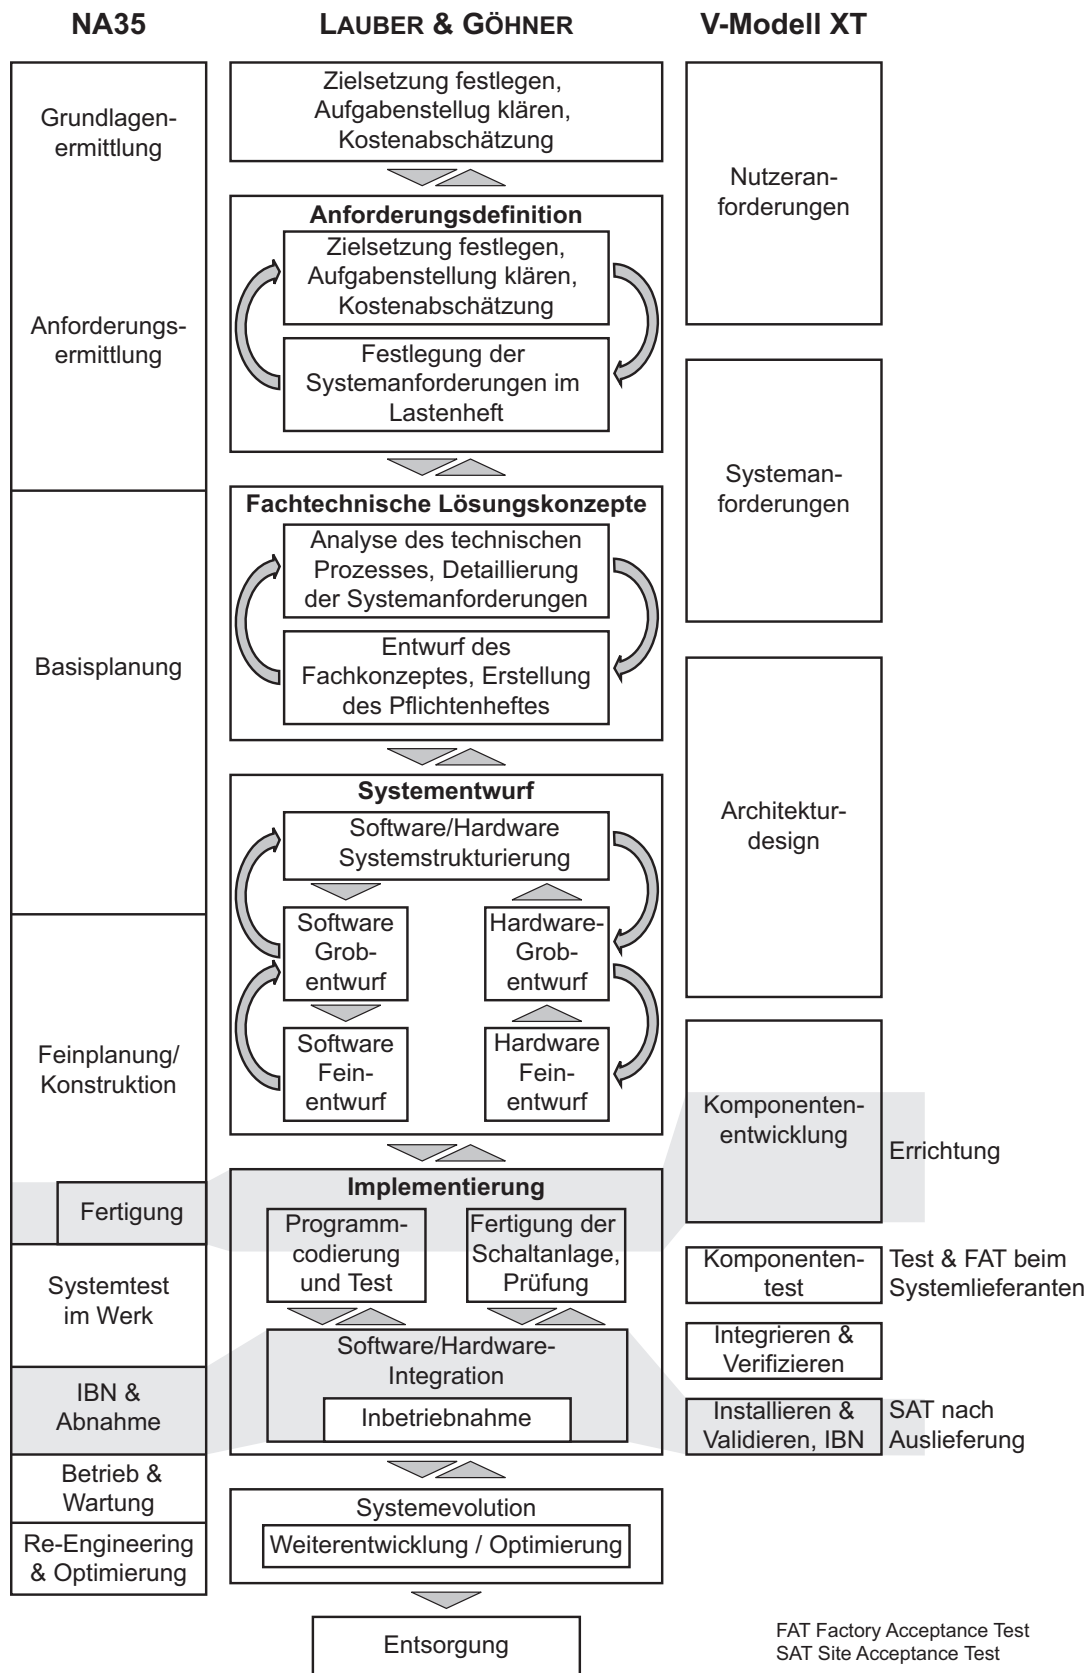 NA35
LAUBER & GÖHNER
V-Modell XT
Grundlagen-
ermittlung
Anforderungs-
ermittlung
Basisplanung
Feinplanung/
Konstruktion
Fertigung
Systemtest
im Werk
IBN &
Abnahme
Betrieb &
Wartung
Re-Engineering
& Optimierung
Zielsetzung festlegen,
Aufgabenstellug klären,
Kostenabschätzung
Anforderungsdefinition
Zielsetzung festlegen,
Aufgabenstellung klären,
Kostenabschätzung
Festlegung der
Systemanforderungen im
Lastenheft
Fachtechnische Lösungskonzepte
Analyse des technischen
Prozesses, Detaillierung
der Systemanforderungen
Entwurf des
Fachkonzeptes, Erstellung
des Pflichtenheftes
Systementwurf
Software/Hardware
Systemstrukturierung
Software
Grob-
entwurf
Hardware-
Grob-
entwurf
Software
Fein-
entwurf
Hardware
Fein-
entwurf
Implementierung
Programm-
codierung
und Test
Fertigung der
Schaltanlage,
Prüfung
Software/Hardware-
Integration
Inbetriebnahme
Systemevolution
Weiterentwicklung / Optimierung
Entsorgung
Nutzeran-
forderungen
Systeman-
forderungen
Architektur-
design
Komponenten-
entwicklung
Errichtung
Komponenten-
test
Test & FAT beim
Systemlieferanten
Integrieren &
Verifizieren
Installieren &
Validieren, IBN
SAT nach
Auslieferung
FAT Factory Acceptance Test
SAT Site Acceptance Test